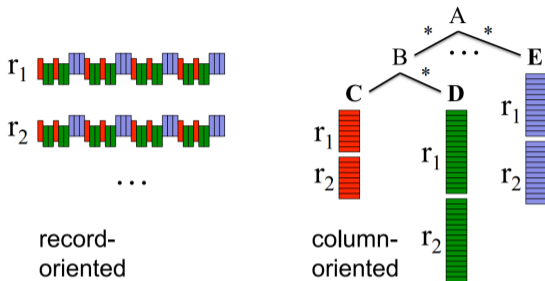 r1
r2
...
record-
oriented
A
* ... *
B
E
*
C
D
r1
r2
r1
r2
r1
r2
column-
oriented